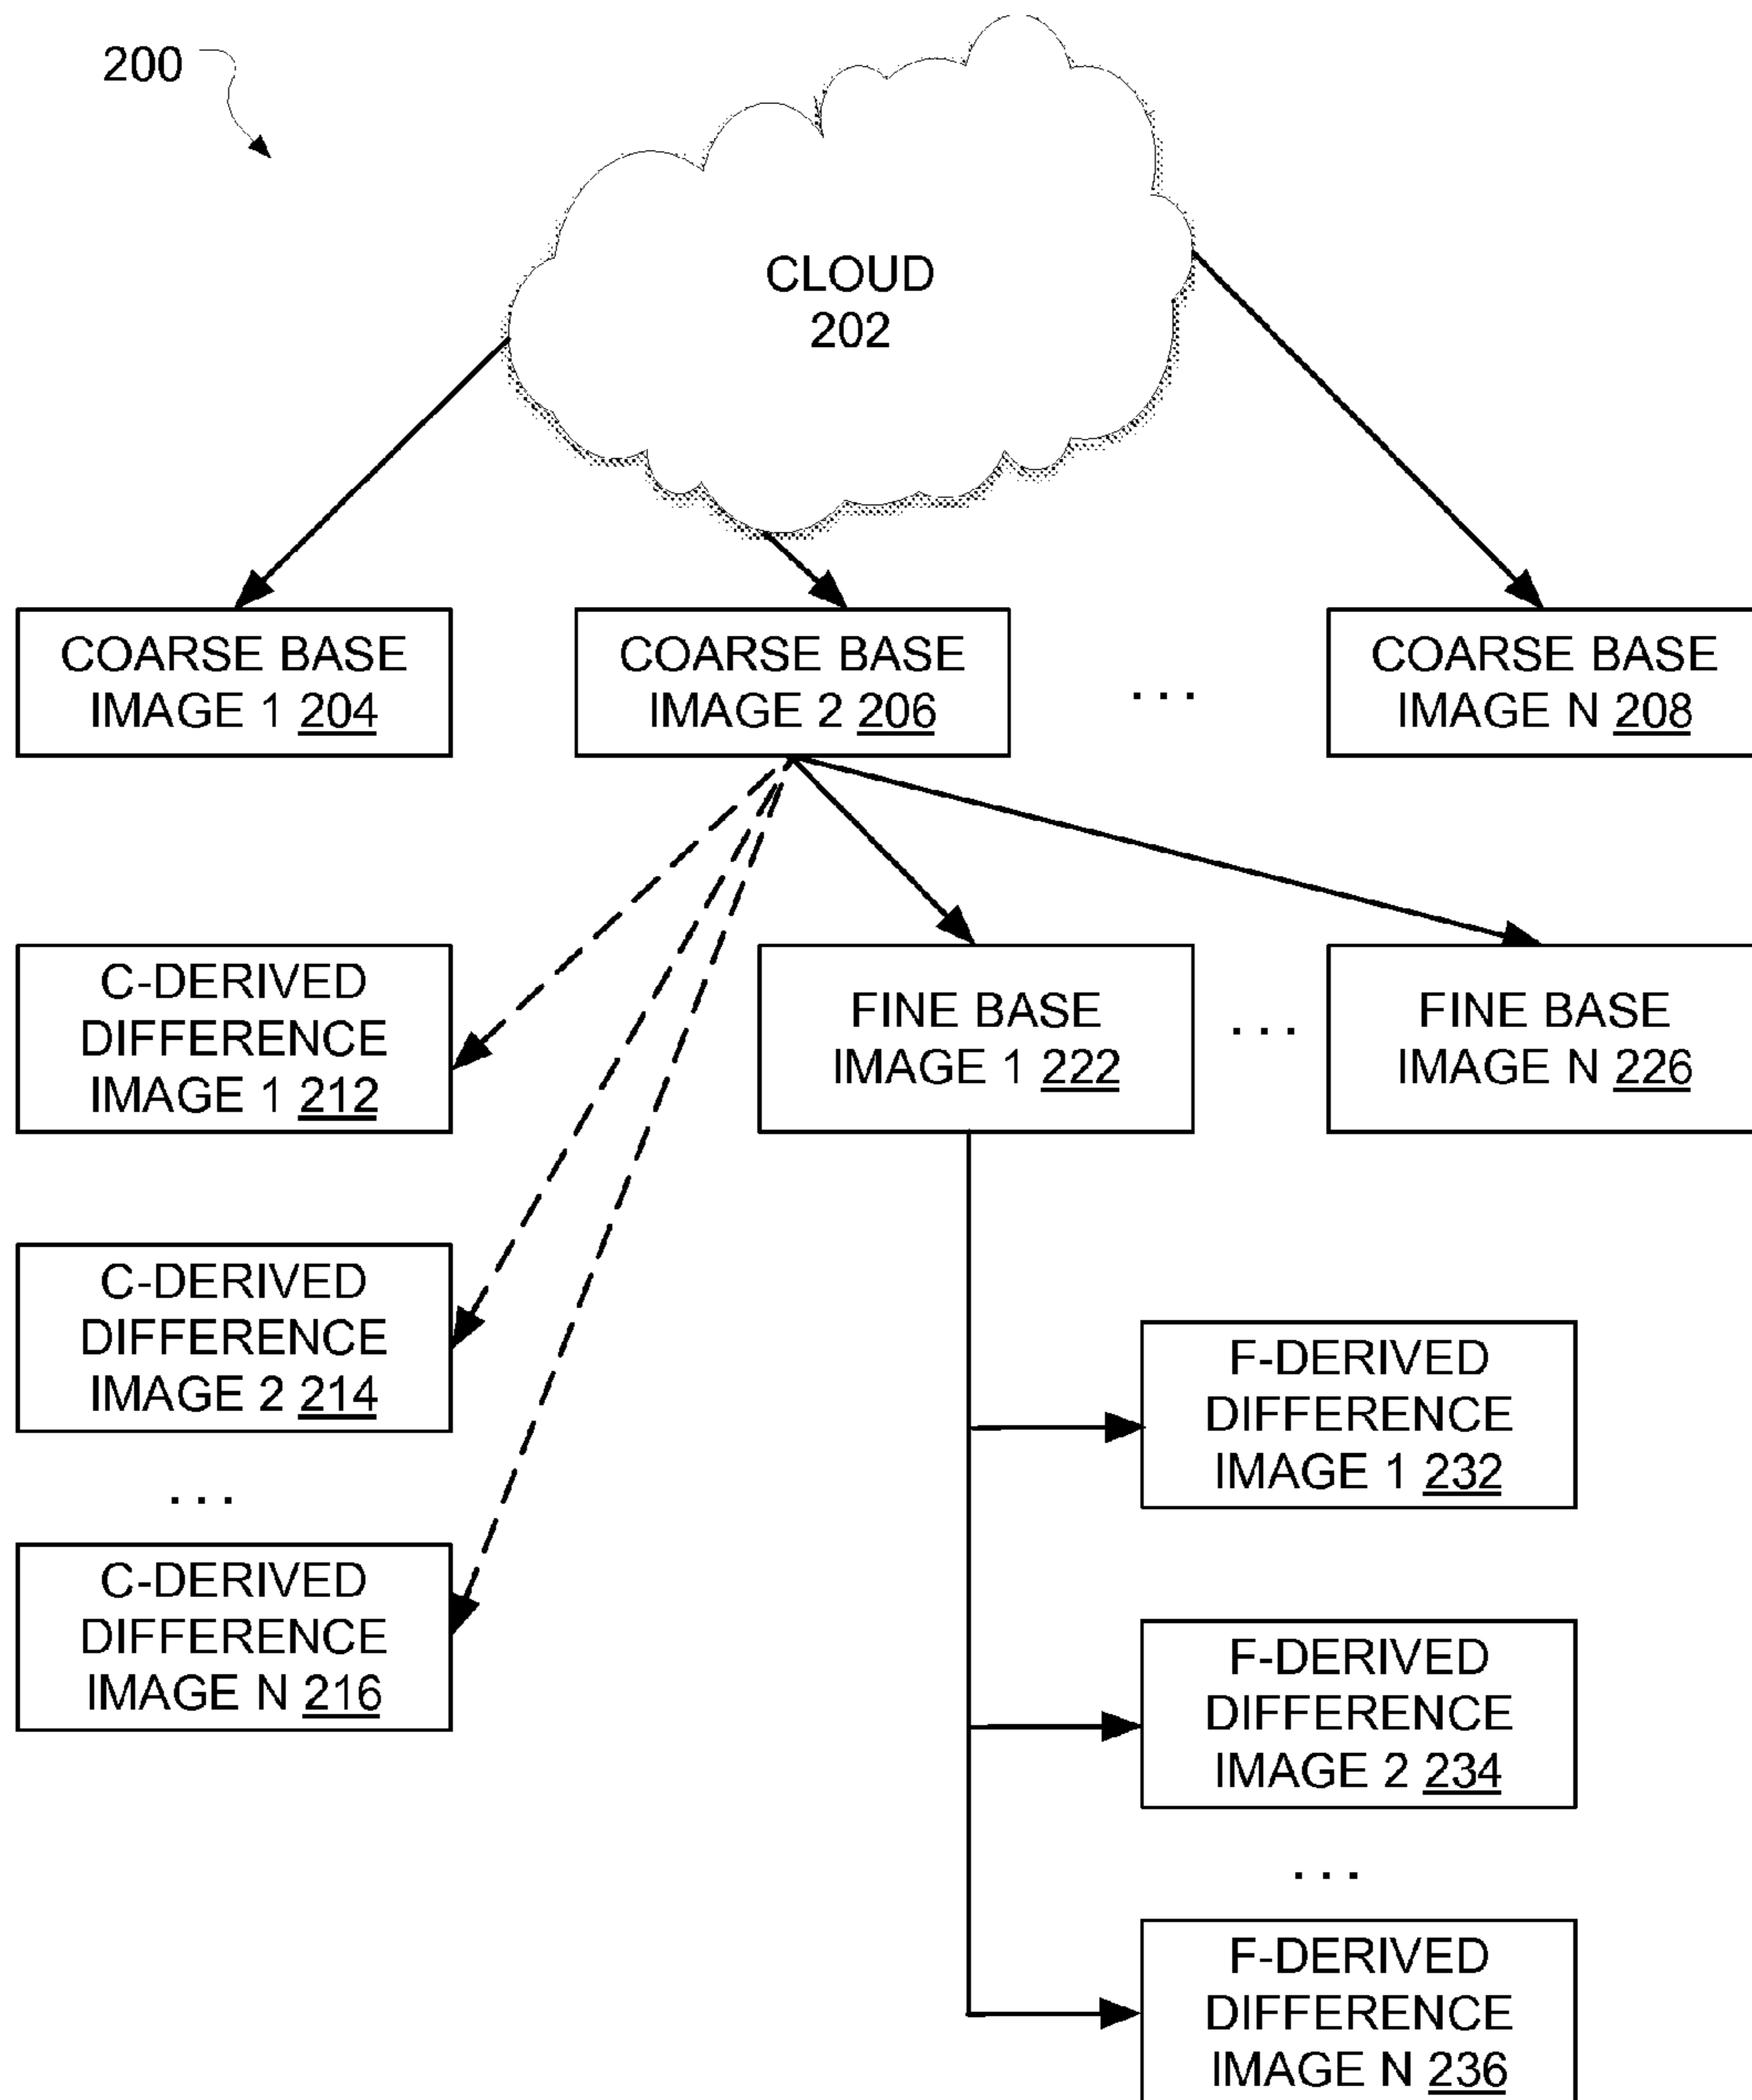 200
CLOUD
202
COARSE BASE
IMAGE 1 204
COARSE BASE
IMAGE 2 206
...
COARSE BASE
IMAGE N 208
C-DERIVED
DIFFERENCE
IMAGE 1 212
FINE BASE
IMAGE 1 222
...
FINE BASE
IMAGE N 226
C-DERIVED
DIFFERENCE
IMAGE 2 214
...
C-DERIVED
DIFFERENCE
IMAGE N 216
F-DERIVED
DIFFERENCE
IMAGE 1 232
F-DERIVED
DIFFERENCE
IMAGE 2 234
...
F-DERIVED
DIFFERENCE
IMAGE N 236